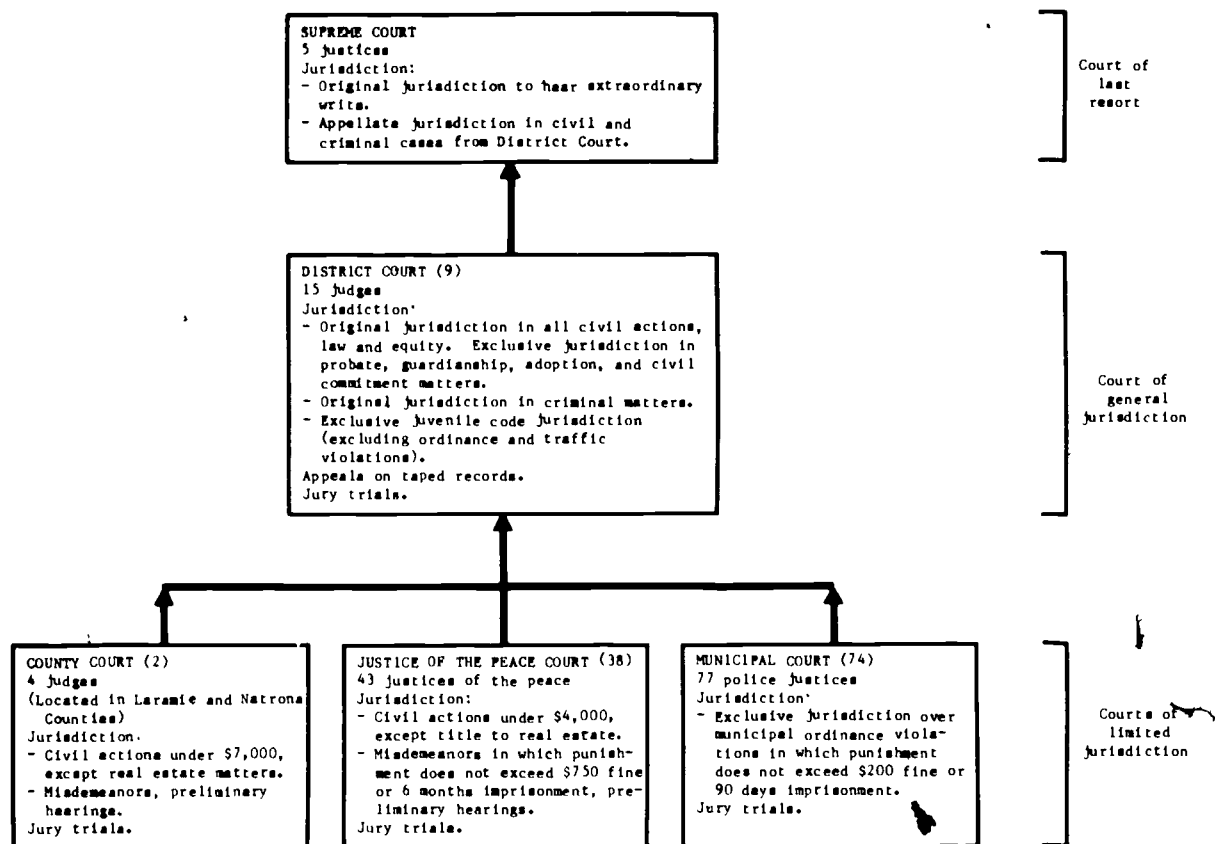 SUPREME COURT
5 justices
Jurisdiction:
- Original jurisdiction to hear extraordinary
writs.
- Appellate jurisdiction in civil and
criminal cases from District Court.
Court of
last
resort
DISTRICT COURT (9)
15 judges
Jurisdiction:
- Original jurisdiction in all civil actions,
law and equity. Exclusive jurisdiction in
probate, guardianship, adoption, and civil
commitment matters.
- Original jurisdiction in criminal matters.
- Exclusive juvenile code jurisdiction
(excluding ordinance and traffic
violations).
Appeals on taped records.
Jury trials.
Court of
general
jurisdiction
COUNTY COURT (2)
4 judges
(Located in Laramie and Natrona
Counties)
Jurisdiction:
- Civil actions under $7,000,
except real estate matters.
- Misdemeanors, preliminary
hearings.
Jury trials.
JUSTICE OF THE PEACE COURT (38)
43 justices of the peace
Jurisdiction:
- Civil actions under $4,000,
except title to real estate.
- Misdemeanors in which punish-
ment does not exceed $750 fine
or 6 months imprisonment, pre-
liminary hearings.
Jury trials.
MUNICIPAL COURT (74)
77 police justices
Jurisdiction:
- Exclusive jurisdiction over
municipal ordinance viola-
tions in which punishment
does not exceed $200 fine or
90 days imprisonment.
Jury trials.
Courts of
limited
jurisdiction